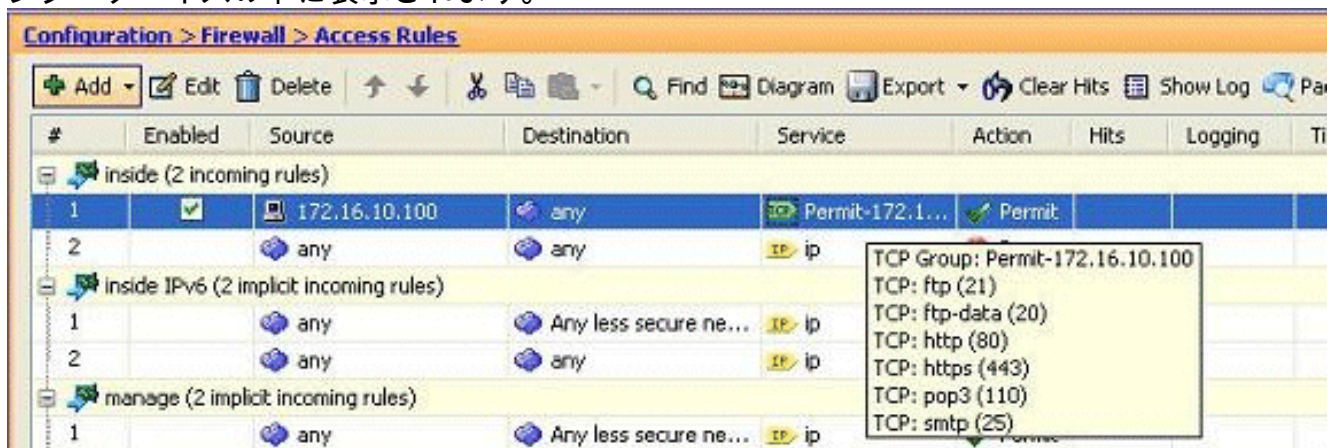 Configuration > Firewall > Access Rules
Add Edit Delete Find Diagram Export Clear Hits Show Log
# Enabled Source Destination Service Action Hits Logging
inside (2 incoming rules)
1 172.16.10.100 any Permit-172.1... Permit
2 any any ip
inside IPv6 (2 implicit incoming rules)
1 any Any less secure ne... ip
2 any any ip
manage (2 implicit incoming rules)
1 any Any less secure ne... ip
TCP Group: Permit-172.16.10.100
TCP: ftp (21)
TCP: ftp-data (20)
TCP: http (80)
TCP: https (443)
TCP: pop3 (110)
TCP: smtp (25)